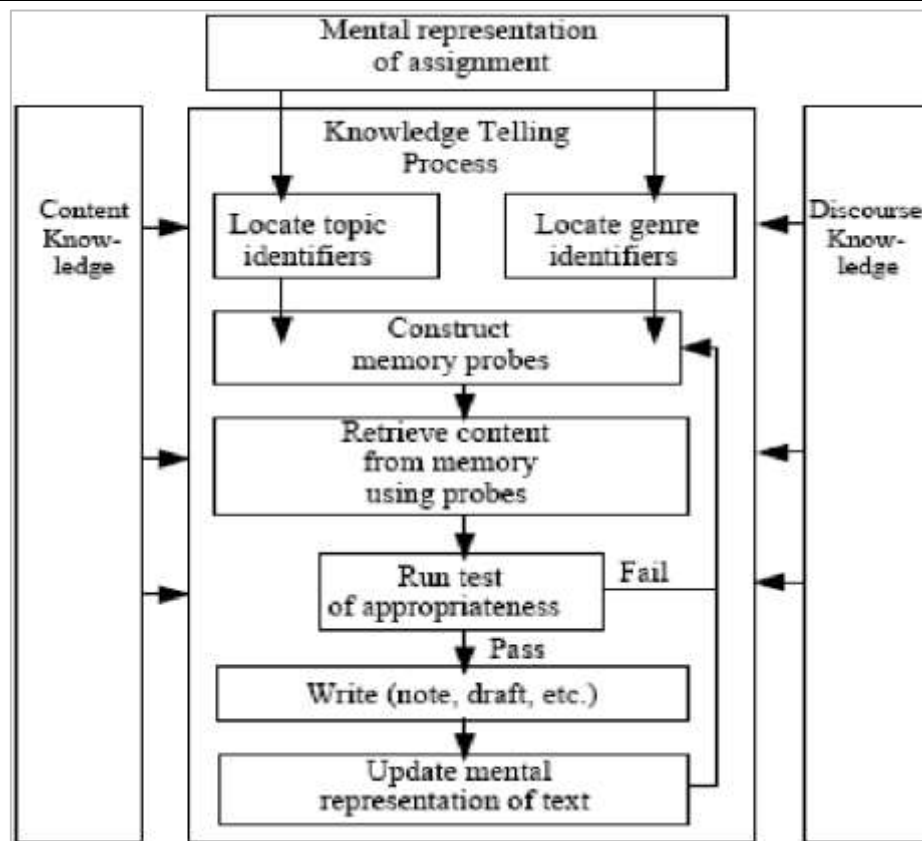 Mental representation
of assignment
Knowledge Telling
Process
Content
Know-
ledge
Discourse
Know-
ledge
Locate topic
identifiers
Locate genre
identifiers
Construct
memory probes
Retrieve content
from memory
using probes
Run test
of appropriateness
Fail
Pass
Write (note, draft, etc.)
Update mental
representation of text